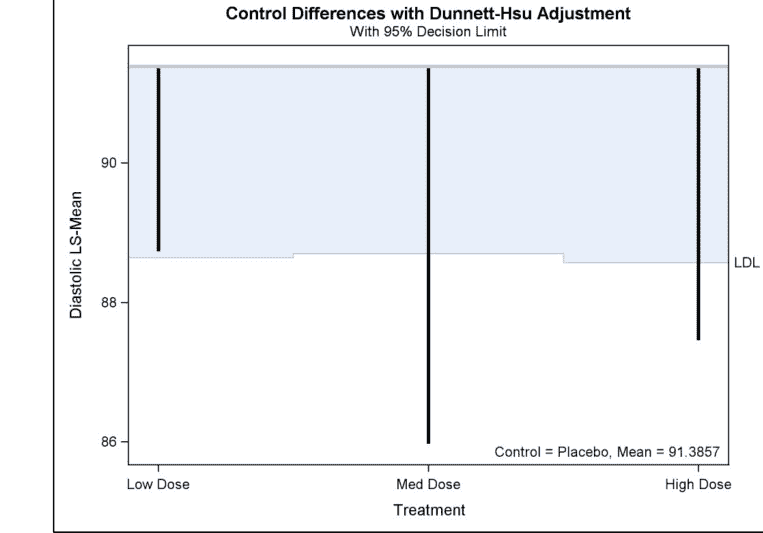 Control Differences with Dunnett-Hsu Adjustment
With 95% Decision Limit
90
88
86
Diastolic LS-Mean
LDL
Control = Placebo, Mean = 91.3857
Low Dose
Med Dose
High Dose
Treatment